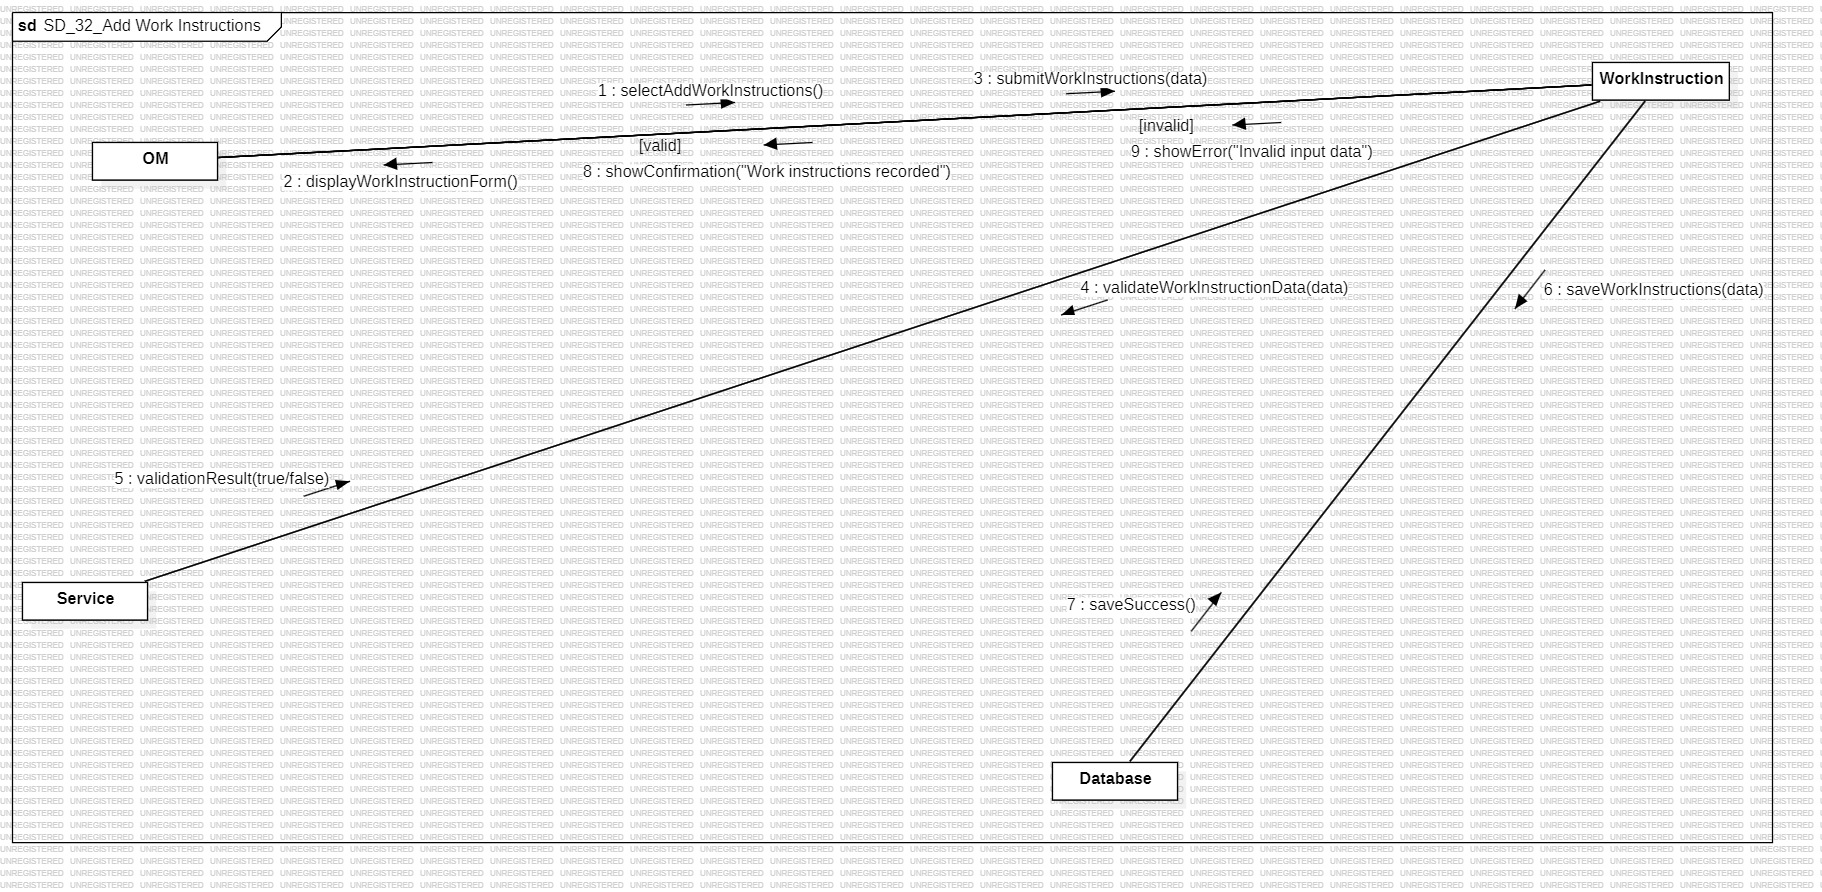 sd SD_32_Add Work Instructions
3 : submitWorkInstructions(data)
WorkInstruction
1 : selectAddWorkInstructions()
[invalid]
[valid]
9 : showError("Invalid input data")
OM
8 : showConfirmation("Work instructions recorded")
2 : displayWorkInstructionForm()
4 : validateWorkInstructionData(data)
6 : saveWorkInstructions(data)
5 : validationResult(true/false)
Service
7 : saveSuccess()
Database
UNREGISTERED